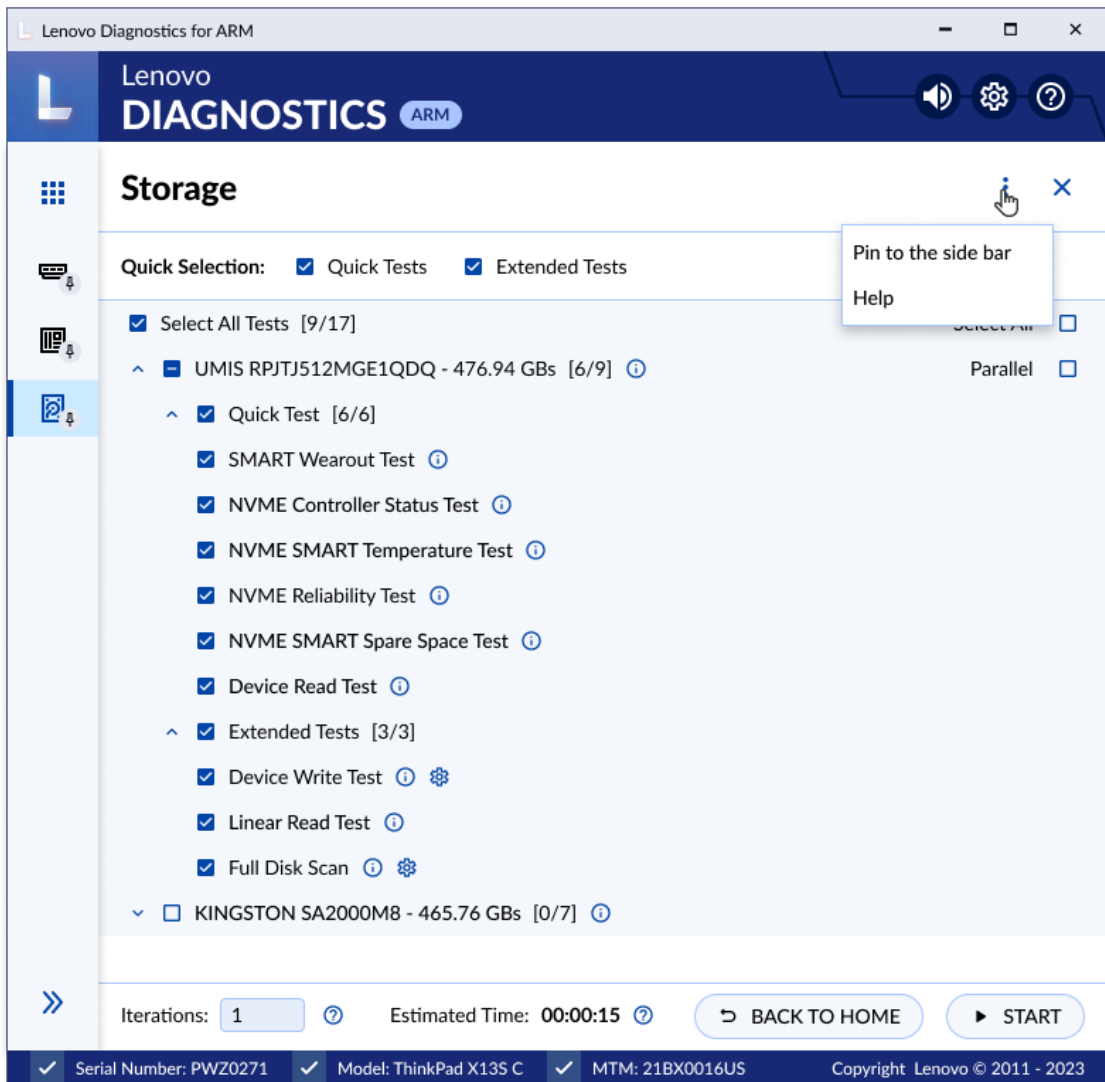 Lenovo Diagnostics for ARM
Lenovo
DIAGNOSTICS ARM
Storage
Pin to the side bar
Help
Quick Selection: Quick Tests Extended Tests
Select All Tests [9/17] Select All
UMIS RPJTJ512MGE1QDQ - 476.94 GBs [6/9] Parallel
Quick Test [6/6]
SMART Wearout Test
NVME Controller Status Test
NVME SMART Temperature Test
NVME Reliability Test
NVME SMART Spare Space Test
Device Read Test
Extended Tests [3/3]
Device Write Test
Linear Read Test
Full Disk Scan
KINGSTON SA2000M8 - 465.76 GBs [0/7]
Iterations: 1 Estimated Time: 00:00:15 BACK TO HOME START
Serial Number: PWZ0271 Model: ThinkPad X13S C MTM: 21BX0016US Copyright Lenovo © 2011 - 2023